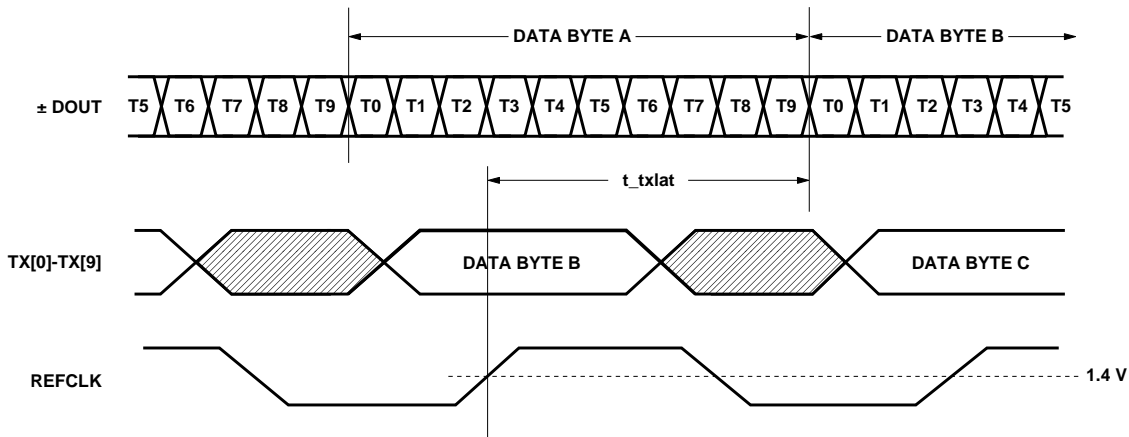 DATA BYTE A DATA BYTE B
± DOUT T5 T6 T7 T8 T9 T0 T1 T2 T3 T4 T5 T6 T7 T8 T9 T0 T1 T2 T3 T4 T5
t_txlat
TX[0]-TX[9] DATA BYTE B DATA BYTE C
REFCLK 1.4 V